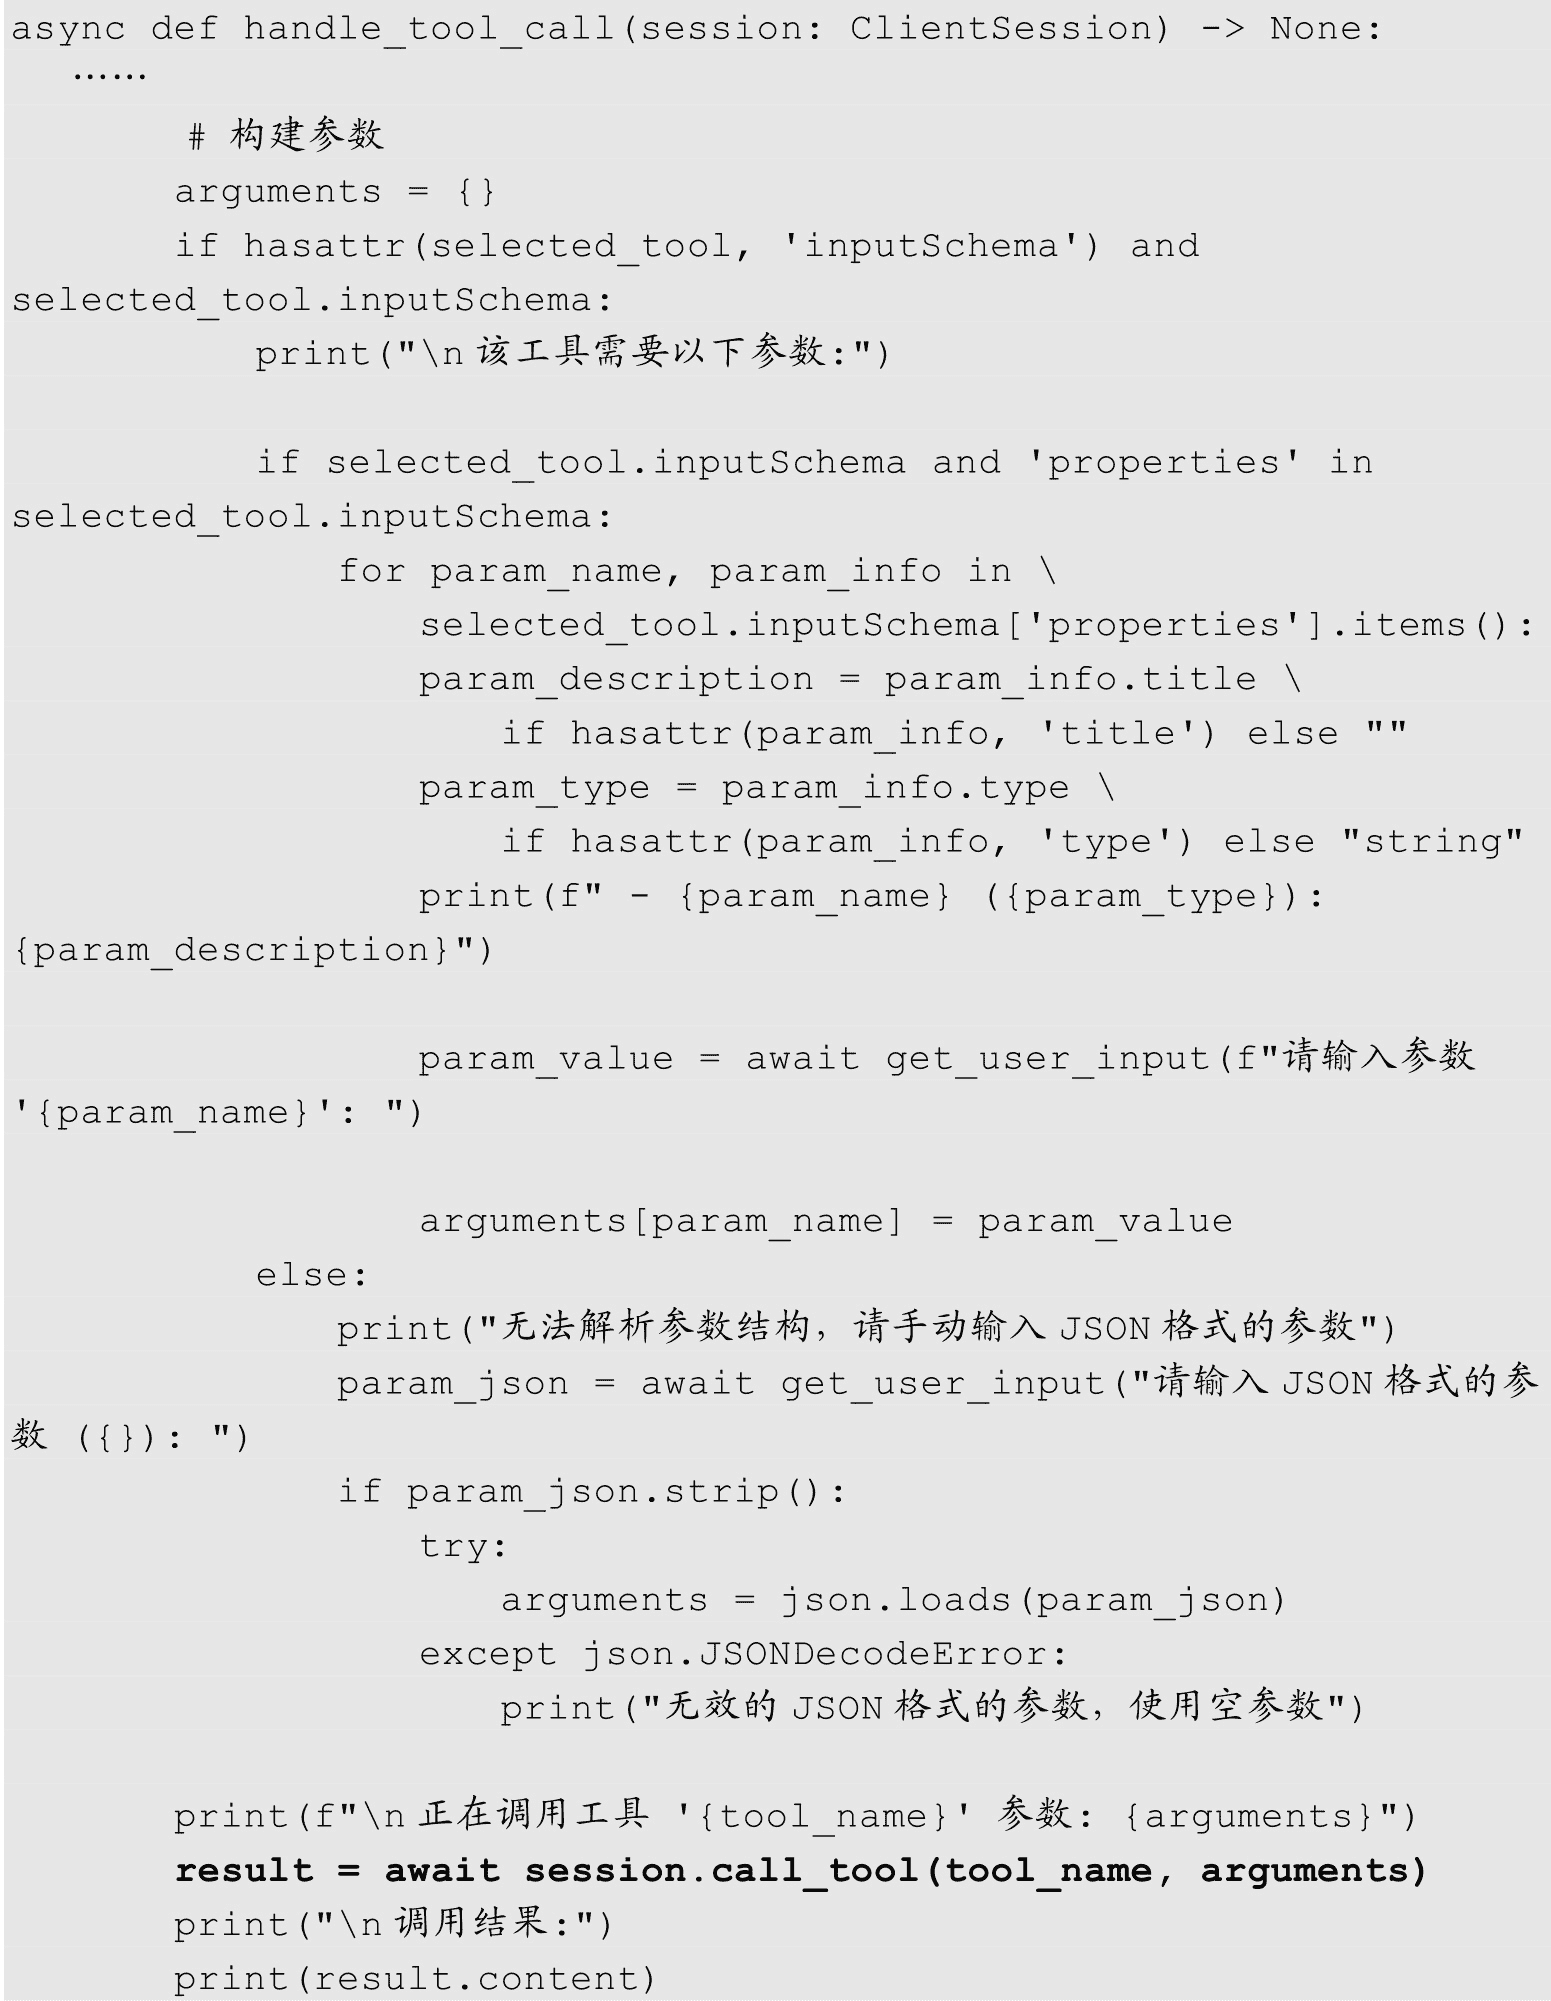 async def handle_tool_call(session: ClientSession) -> None:
    ……
        # 构建参数
        arguments = {}
        if hasattr(selected_tool, 'inputSchema') and
selected_tool.inputSchema:
            print("\n该工具需要以下参数:")

            if selected_tool.inputSchema and 'properties' in
selected_tool.inputSchema:
                for param_name, param_info in \
                    selected_tool.inputSchema['properties'].items():
                    param_description = param_info.title \
                        if hasattr(param_info, 'title') else ""
                    param_type = param_info.type \
                        if hasattr(param_info, 'type') else "string"
                    print(f" - {param_name} ({param_type}):
{param_description}")

                    param_value = await get_user_input(f"请输入参数
'{param_name}': ")

                    arguments[param_name] = param_value
            else:
                print("无法解析参数结构，请手动输入 JSON 格式的参数")
                param_json = await get_user_input("请输入 JSON 格式的参
数 ({}): ")
                if param_json.strip():
                    try:
                        arguments = json.loads(param_json)
                    except json.JSONDecodeError:
                        print("无效的 JSON 格式的参数，使用空参数")

        print(f"\n正在调用工具 '{tool_name}' 参数: {arguments}")
        result = await session.call_tool(tool_name, arguments)
        print("\n调用结果:")
        print(result.content)